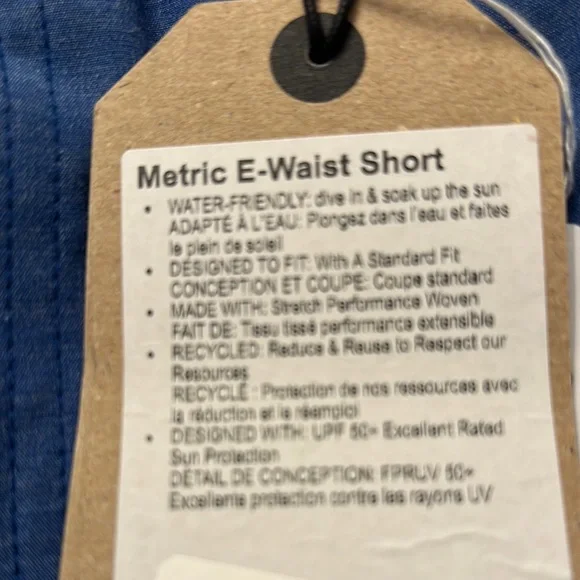 Metric E-Waist Short
• WATER-FRIENDLY: dive in & soak up the sun
ADAPTÉ À L'EAU: Plongez dans l'eau et faites
le plein de soleil
• DESIGNED TO FIT: With A Standard Fit
CONCEPTION ET COUPE: Coupe standard
• MADE WITH: Stretch Performance Woven
FAIT DE: Tissu tissé performance extensible
• RECYCLED: Reduce & Reuse to Respect our
Resources
RECYCLÉ : Protection de nos ressources avec
la réduction et le réemploi
• DESIGNED WITH: UPF 50+ Excellent Rated
Sun Protection
DÉTAIL DE CONCEPTION: FPRUV 50+
Excellente protection contre les rayons UV